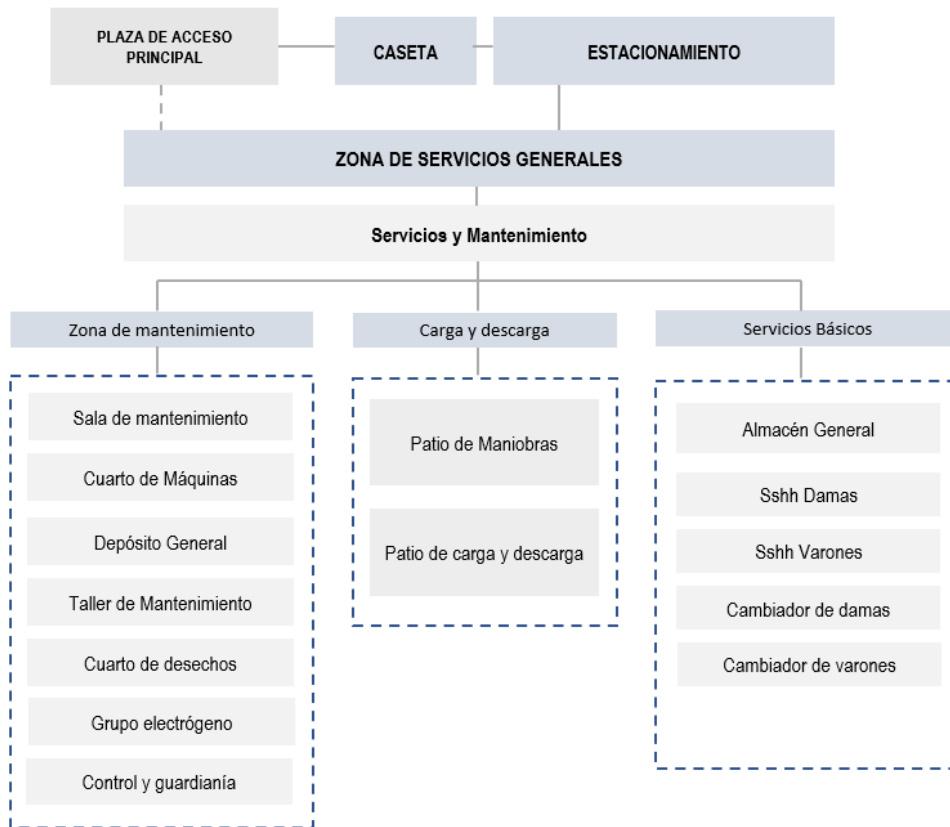 PLAZA DE ACCESO
PRINCIPAL
CASETA
ESTACIONAMIENTO
ZONA DE SERVICIOS GENERALES
Servicios y Mantenimiento
Zona de mantenimiento
Sala de mantenimiento
Cuarto de Máquinas
Depósito General
Taller de Mantenimiento
Cuarto de desechos
Grupo electrógeno
Control y guardianía
Carga y descarga
Patio de Maniobras
Patio de carga y descarga
Servicios Básicos
Almacén General
Sshh Damas
Sshh Varones
Cambiador de damas
Cambiador de varones